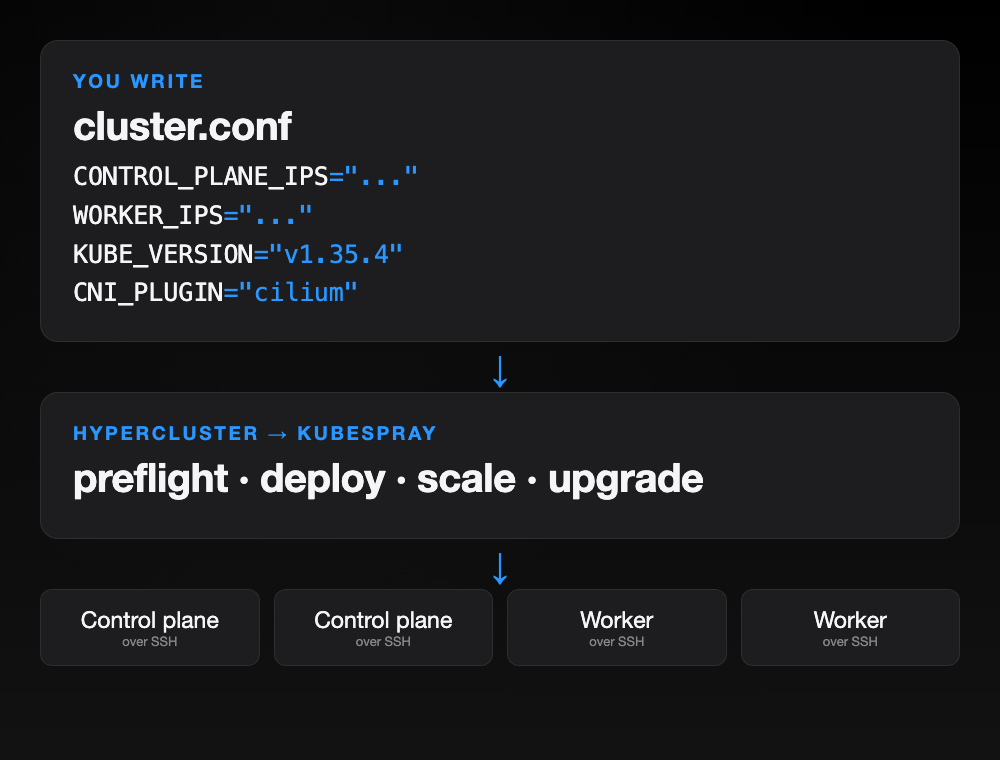 YOU WRITE
cluster.conf
CONTROL_PLANE_IPS="..."
WORKER_IPS="..."
KUBE_VERSION="v1.35.4"
CNI_PLUGIN="cilium"
↓
HYPERCLUSTER → KUBESPRAY
preflight · deploy · scale · upgrade
↓
Control plane
over SSH
Control plane
over SSH
Worker
over SSH
Worker
over SSH